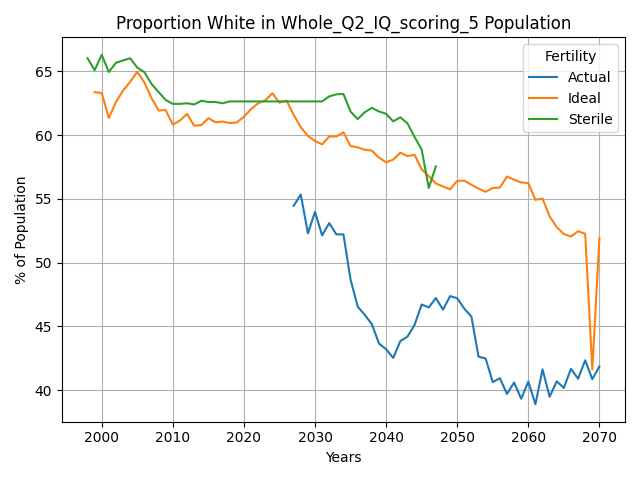 Proportion White in Whole_Q2_IQ_scoring_5 Population
Fertility
Actual
Ideal
Sterile
% of Population
65
60
55
50
45
40
2000
2010
2020
2030
2040
2050
2060
2070
Years